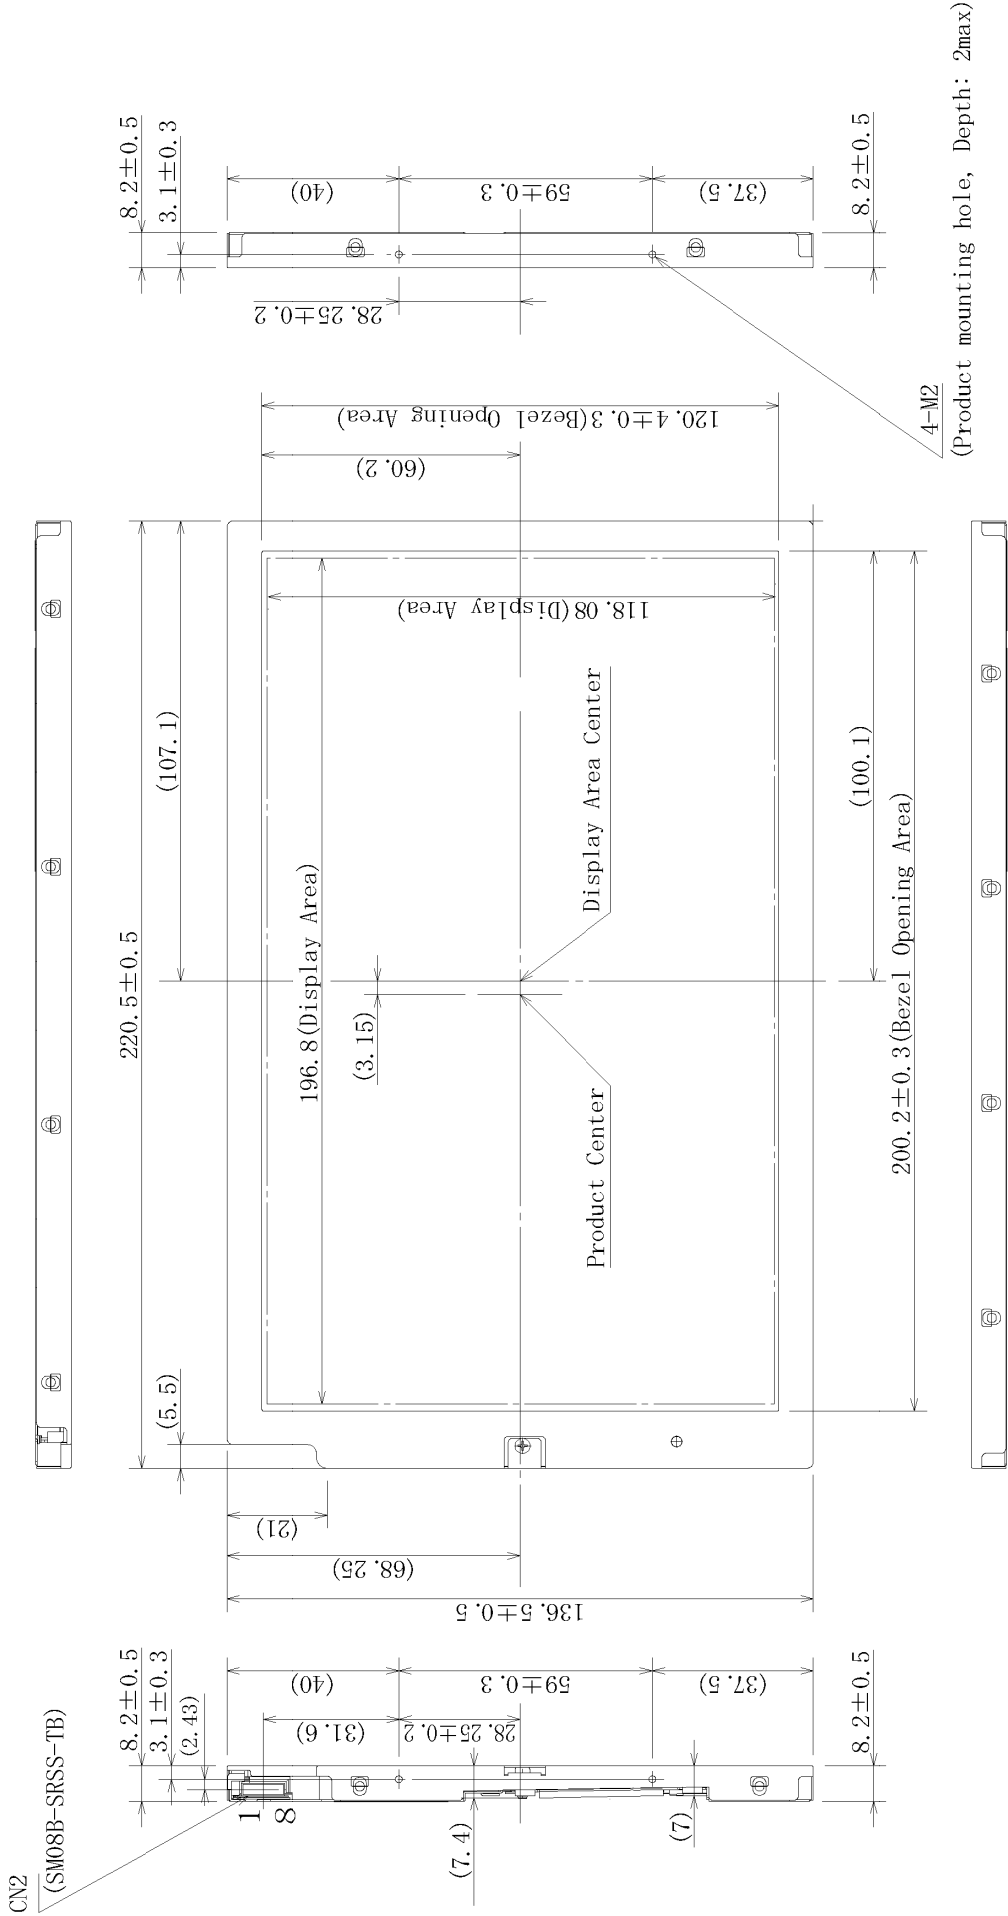 8.2±0.5
3.1±0.3
(40)
59±0.3
(37.5)
8.2±0.5
28.25±0.2
4-M2
(Product mounting hole, Depth: 2max)
120.4±0.3(Bezel Opening Area)
(60.2)
220.5±0.5
(107.1)
118.08(Display Area)
196.8(Display Area)
(3.15)
Display Area Center
Product Center
(100.1)
200.2±0.3(Bezel Opening Area)
(5.5)
(21)
(68.25)
136.5±0.5
8.2±0.5
3.1±0.3
(2.43)
(40)
59±0.3
(37.5)
(31.6)
28.25±0.2
8.2±0.5
1
8
(7.4)
(7)
CN2
(SM08B-SRSS-TB)